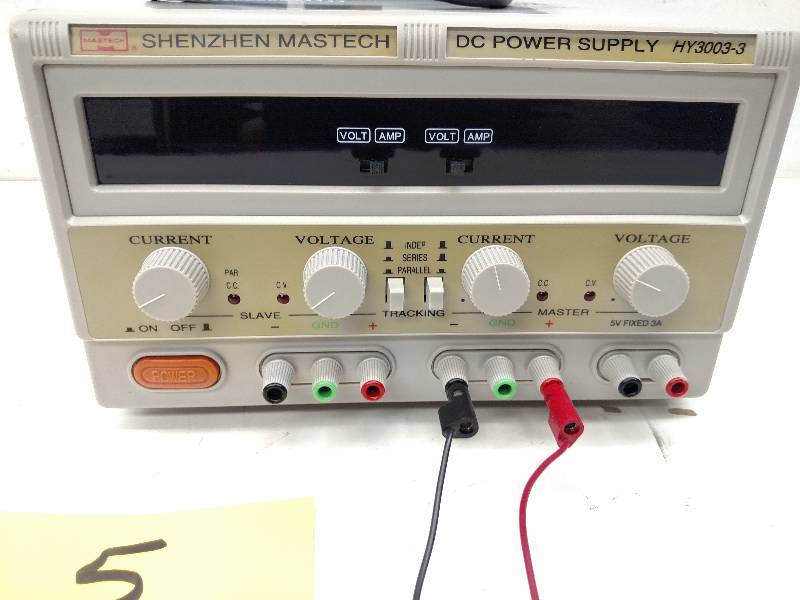 MASTECH
SHENZHEN MASTECH
DC POWER SUPPLY HY3003-3
VOLT AMP VOLT AMP
CURRENT
VOLTAGE
INDEP
SERIES
PARALLEL
CURRENT
VOLTAGE
PAR
C.C. C.V.
C.C. C.V.
ON OFF
SLAVE
TRACKING
MASTER
- GND +
- GND +
5V FIXED 3A
POWER
5